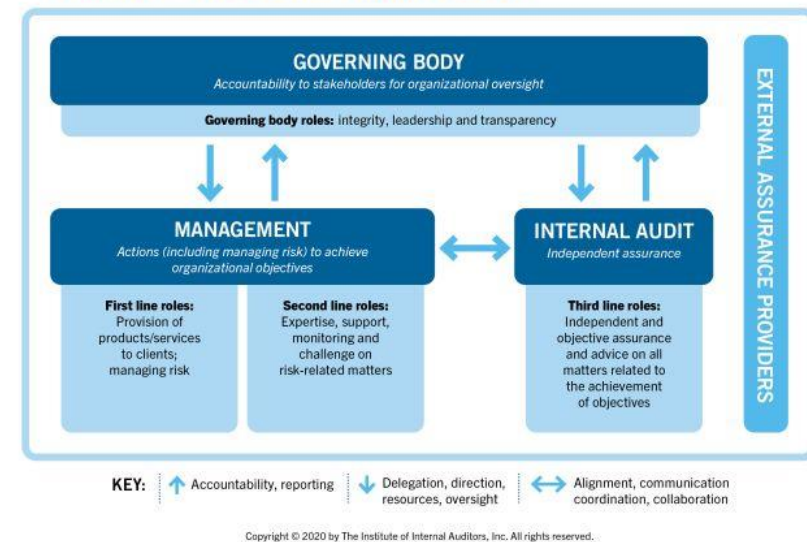 GOVERNING BODY
Accountability to stakeholders for organizational oversight
Governing body roles: integrity, leadership and transparency
MANAGEMENT
Actions (including managing risk) to achieve
organizational objectives
First line roles:
Provision of
products/services
to clients;
managing risk
Second line roles:
Expertise, support,
monitoring and
challenge on
risk-related matters
INTERNAL AUDIT
Independent assurance
Third line roles:
Independent and
objective assurance
and advice on all
matters related to
the achievement
of objectives
EXTERNAL ASSURANCE PROVIDERS
KEY:
Accountability, reporting
Delegation, direction,
resources, oversight
Alignment, communication
coordination, collaboration
Copyright © 2020 by The Institute of Internal Auditors, Inc. All rights reserved.